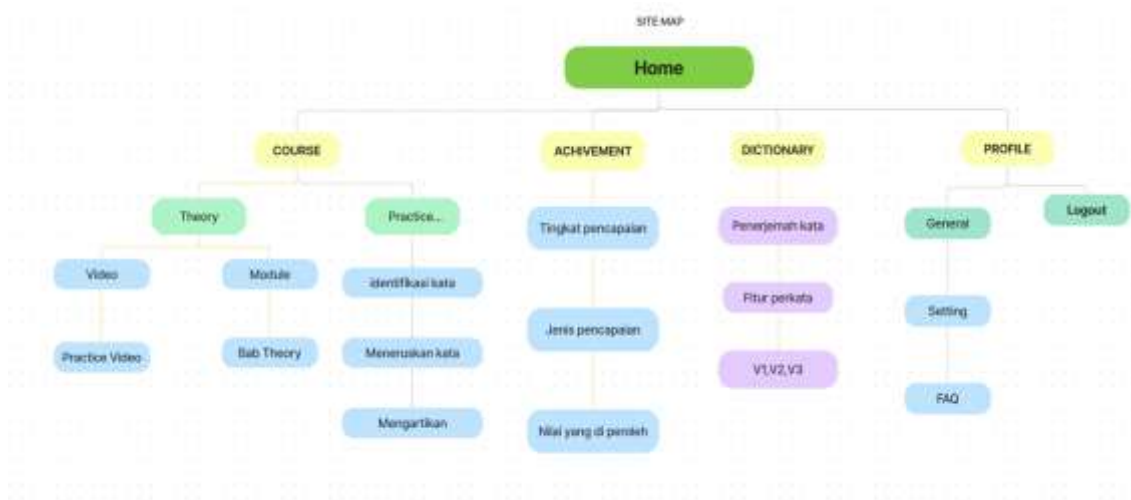 SITE MAP
Home
COURSE
ACHIVEMENT
DICTIONARY
PROFILE
Theory
Practice...
Tingkat pencapaian
Penerjemah kata
General
Logout
Video
Module
identifikasi kata
Fitur perkata
Setting
Jenis pencapaian
Practice Video
Bab Theory
Meneruskan kata
V1,V2,V3
FAQ
Mengartikan
Nilai yang di peroleh